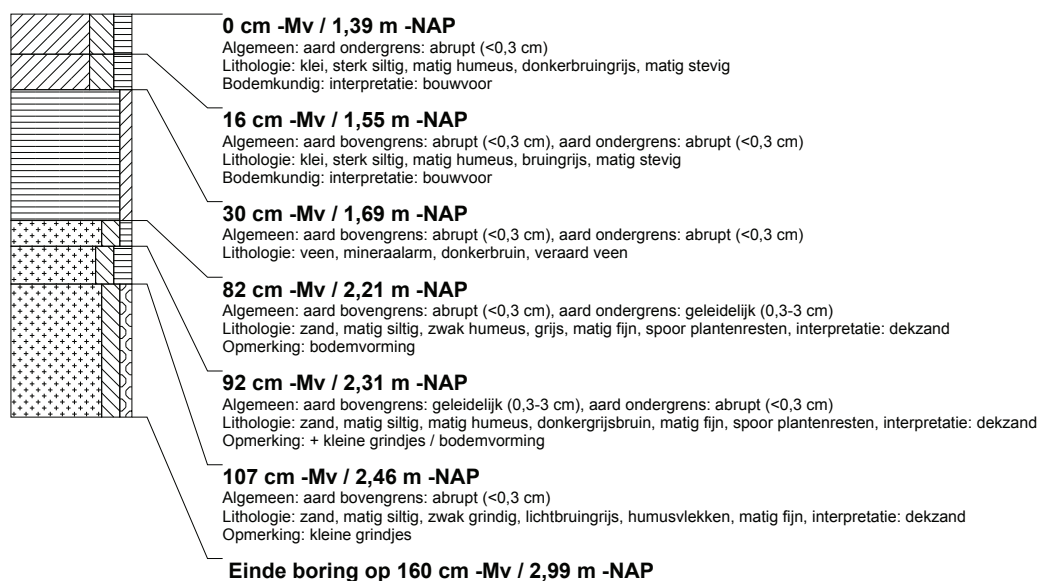 0 cm -Mv / 1,39 m -NAP
Algemeen: aard ondergrens: abrupt (<0,3 cm)
Lithologie: klei, sterk siltig, matig humeus, donkerbruingrijs, matig stevig
Bodemkundig: interpretatie: bouwvoor
16 cm -Mv / 1,55 m -NAP
Algemeen: aard bovengrens: abrupt (<0,3 cm), aard ondergrens: abrupt (<0,3 cm)
Lithologie: klei, sterk siltig, matig humeus, bruingrijs, matig stevig
Bodemkundig: interpretatie: bouwvoor
30 cm -Mv / 1,69 m -NAP
Algemeen: aard bovengrens: abrupt (<0,3 cm), aard ondergrens: abrupt (<0,3 cm)
Lithologie: veen, mineraalarm, donkerbruin, veraard veen
82 cm -Mv / 2,21 m -NAP
Algemeen: aard bovengrens: abrupt (<0,3 cm), aard ondergrens: geleidelijk (0,3-3 cm)
Lithologie: zand, matig siltig, zwak humeus, grijs, matig fijn, spoor plantenresten, interpretatie: dekzand
Opmerking: bodemvorming
92 cm -Mv / 2,31 m -NAP
Algemeen: aard bovengrens: geleidelijk (0,3-3 cm), aard ondergrens: abrupt (<0,3 cm)
Lithologie: zand, matig siltig, matig humeus, donkergrijsbruin, matig fijn, spoor plantenresten, interpretatie: dekzand
Opmerking: + kleine grindjes / bodemvorming
107 cm -Mv / 2,46 m -NAP
Algemeen: aard bovengrens: abrupt (<0,3 cm)
Lithologie: zand, matig siltig, zwak grindig, lichtbruingrijs, humusvlekken, matig fijn, interpretatie: dekzand
Opmerking: kleine grindjes
Einde boring op 160 cm -Mv / 2,99 m -NAP